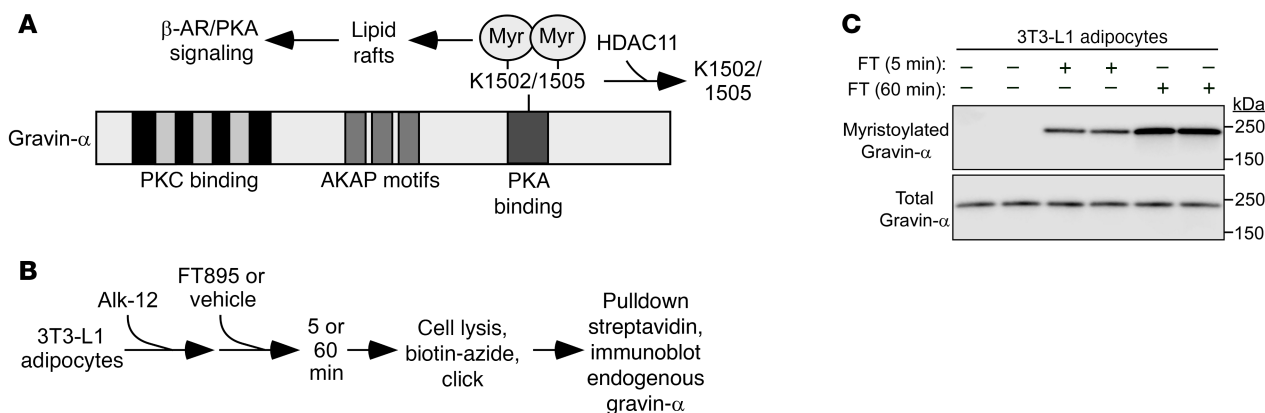 A
β-AR/PKA
signaling
Lipid
rafts
Myr Myr
HDAC11
K1502/1505
K1502/
1505
Gravin-α
PKC binding
AKAP motifs
PKA
binding
B
3T3-L1
adipocytes
Alk-12
FT895 or
vehicle
5 or
60
min
Cell lysis,
biotin-azide,
click
Pulldown
streptavidin,
immunoblot
endogenous
gravin-α
C
3T3-L1 adipocytes
FT (5 min): – – + + – –
FT (60 min): – – – – + +
kDa
Myristoylated
Gravin-α
250
150
Total
Gravin-α
250
150